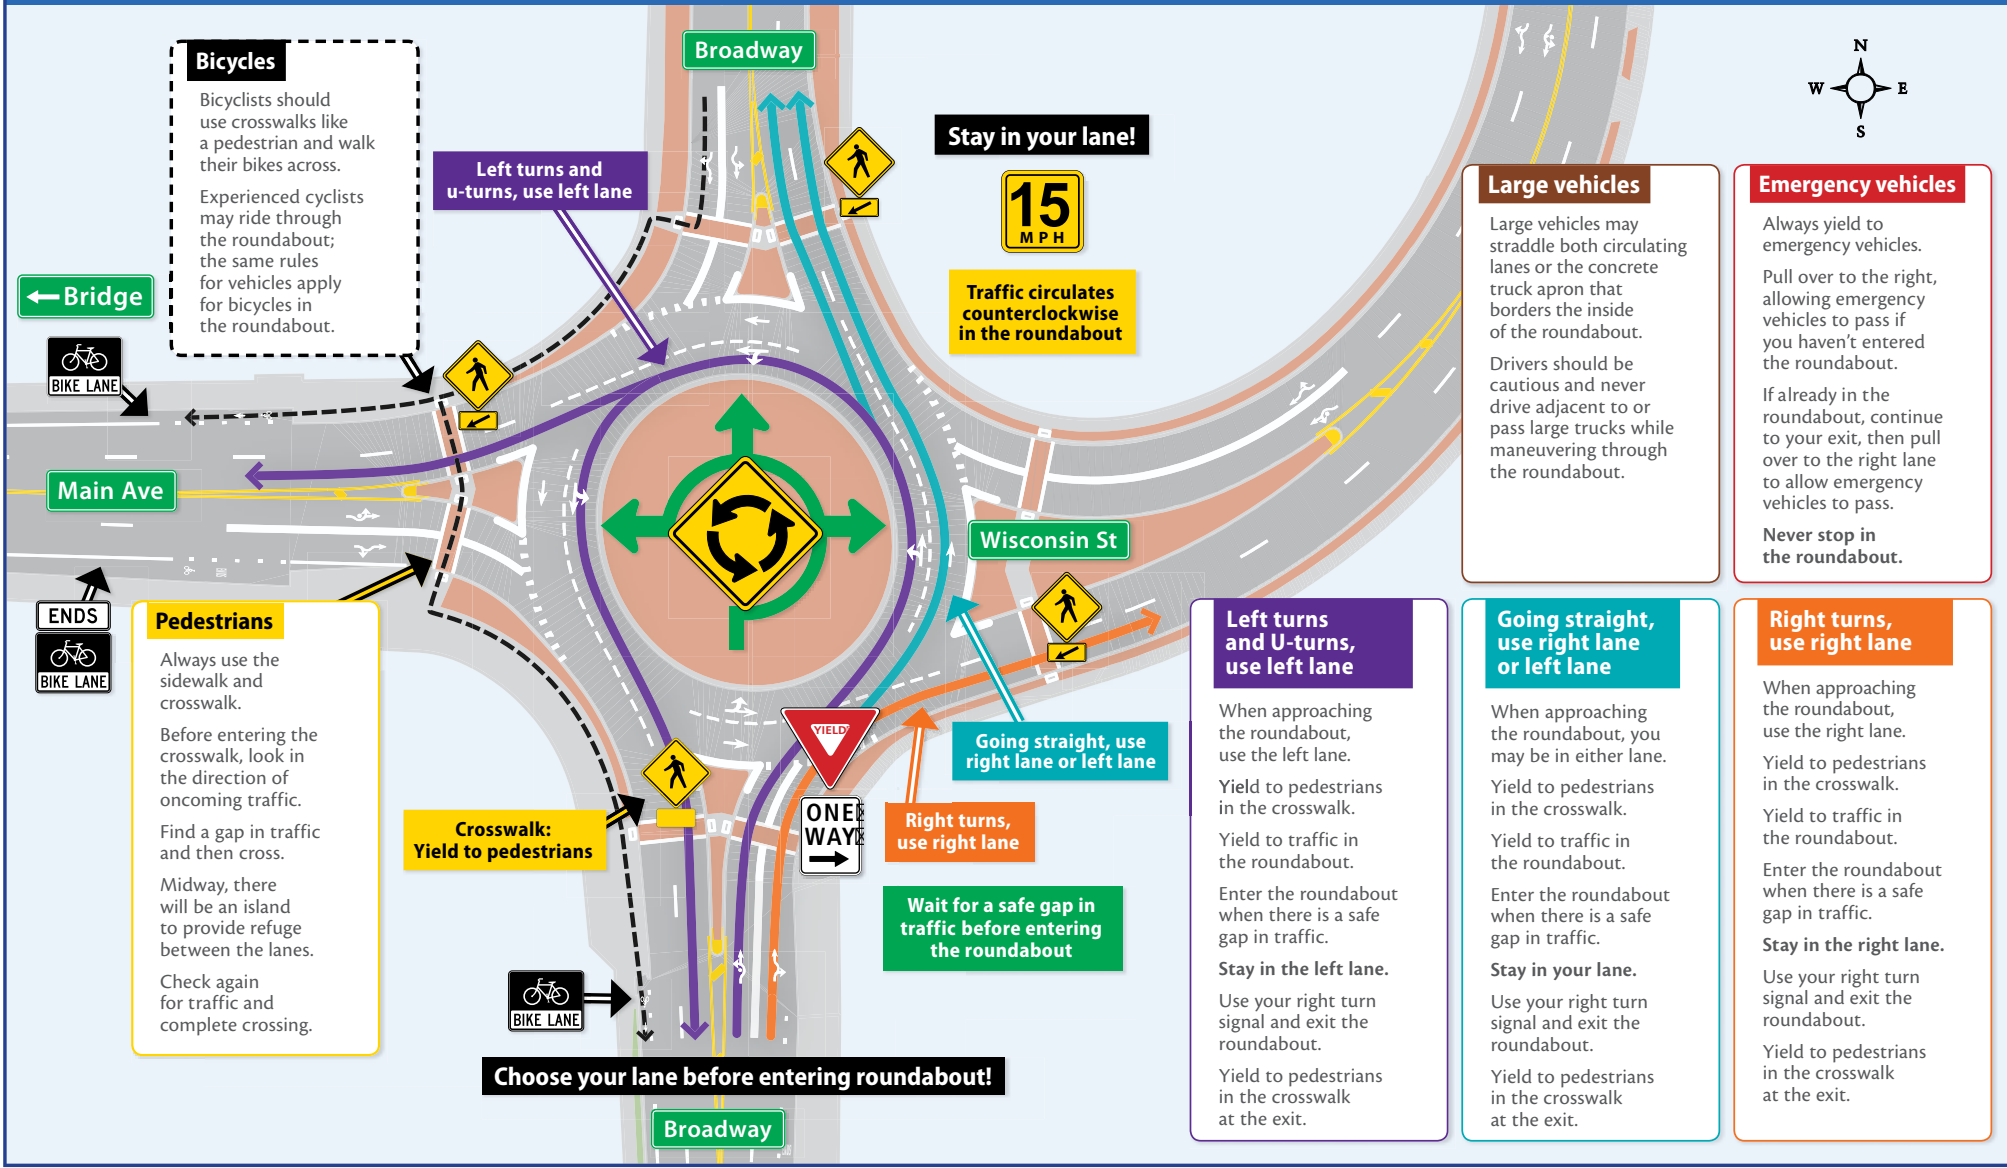 Broadway
N
W
E
S
Bicycles
Bicyclists should
use crosswalks like
a pedestrian and walk
their bikes across.
Experienced cyclists
may ride through
the roundabout;
the same rules
for vehicles apply
for bicycles in
the roundabout.
Left turns and
u-turns, use left lane
Stay in your lane!
15
MPH
Traffic circulates
counterclockwise
in the roundabout
Large vehicles
Large vehicles may
straddle both circulating
lanes or the concrete
truck apron that
borders the inside
of the roundabout.
Drivers should be
cautious and never
drive adjacent to or
pass large trucks while
maneuvering through
the roundabout.
Emergency vehicles
Always yield to
emergency vehicles.
Pull over to the right,
allowing emergency
vehicles to pass if
you haven't entered
the roundabout.
If already in the
roundabout, continue
to your exit, then pull
over to the right lane
to allow emergency
vehicles to pass.
Never stop in
the roundabout.
Bridge
BIKE LANE
Main Ave
Wisconsin St
ENDS
BIKE LANE
Pedestrians
Always use the
sidewalk and
crosswalk.
Before entering the
crosswalk, look in
the direction of
oncoming traffic.
Find a gap in traffic
and then cross.
Midway, there
will be an island
to provide refuge
between the lanes.
Check again
for traffic and
complete crossing.
Crosswalk:
Yield to pedestrians
YIELD
ONE
WAY
Going straight, use
right lane or left lane
Right turns,
use right lane
Wait for a safe gap in
traffic before entering
the roundabout
BIKE LANE
Choose your lane before entering roundabout!
Broadway
Left turns
and U-turns,
use left lane
When approaching
the roundabout,
use the left lane.
Yield to pedestrians
in the crosswalk.
Yield to traffic in
the roundabout.
Enter the roundabout
when there is a safe
gap in traffic.
Stay in the left lane.
Use your right turn
signal and exit the
roundabout.
Yield to pedestrians
in the crosswalk
at the exit.
Going straight,
use right lane
or left lane
When approaching
the roundabout, you
may be in either lane.
Yield to pedestrians
in the crosswalk.
Yield to traffic in
the roundabout.
Enter the roundabout
when there is a safe
gap in traffic.
Stay in your lane.
Use your right turn
signal and exit the
roundabout.
Yield to pedestrians
in the crosswalk
at the exit.
Right turns,
use right lane
When approaching
the roundabout,
use the right lane.
Yield to pedestrians
in the crosswalk.
Yield to traffic in
the roundabout.
Enter the roundabout
when there is a safe
gap in traffic.
Stay in the right lane.
Use your right turn
signal and exit the
roundabout.
Yield to pedestrians
in the crosswalk
at the exit.